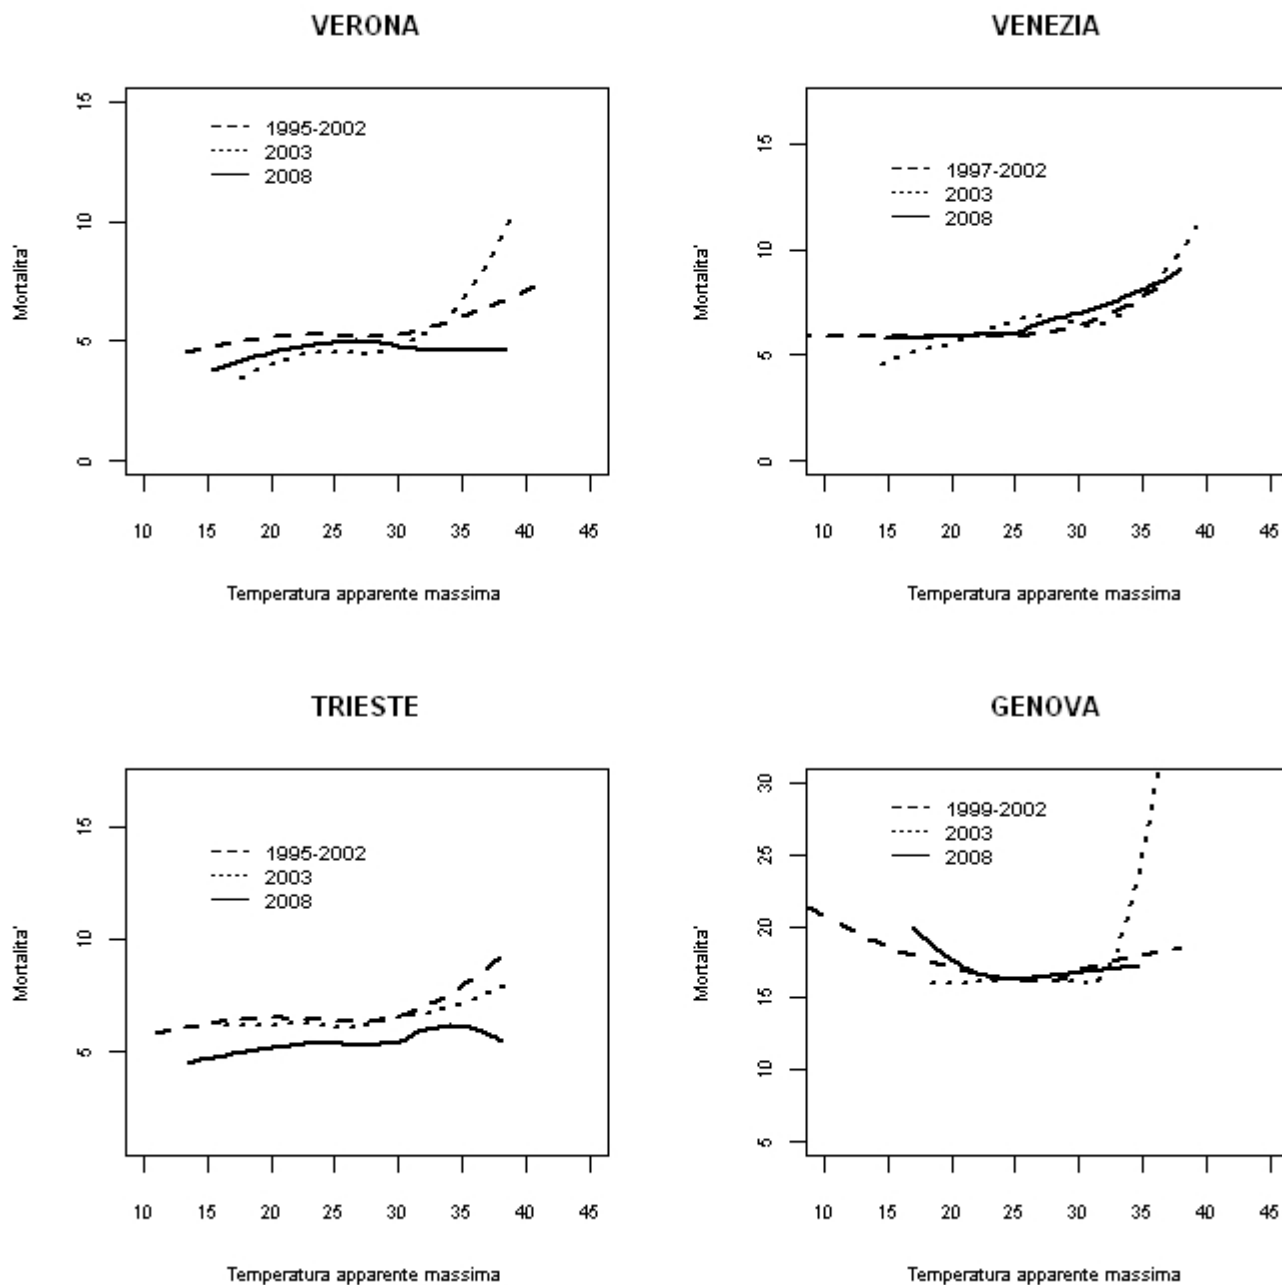 VERONA
15
10
5
0
Mortalita'
1995-2002
2003
2008
10 15 20 25 30 35 40 45
Temperatura apparente massima
VENEZIA
15
10
5
0
Mortalita'
1997-2002
2003
2008
10 15 20 25 30 35 40 45
Temperatura apparente massima
TRIESTE
15
10
5
Mortalita'
1995-2002
2003
2008
10 15 20 25 30 35 40 45
Temperatura apparente massima
GENOVA
30
25
20
15
10
5
Mortalita'
1999-2002
2003
2008
10 15 20 25 30 35 40 45
Temperatura apparente massima